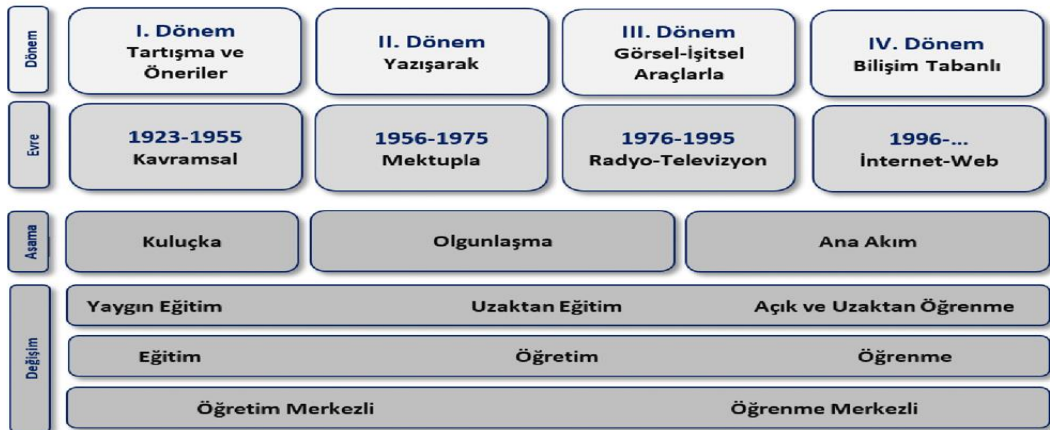 Dönem
I. Dönem
Tartışma ve
Öneriler
II. Dönem
Yazışarak
III. Dönem
Görsel-İşitsel
Araçlarla
IV. Dönem
Bilişim Tabanlı
Evre
1923-1955
Kavramsal
1956-1975
Mektupla
1976-1995
Radyo-Televizyon
1996-...
İnternet-Web
Aşama
Kuluçka
Olgunlaşma
Ana Akım
Değişim
Yaygın Eğitim
Uzaktan Eğitim
Açık ve Uzaktan Öğrenme
Eğitim
Öğretim
Öğrenme
Öğretim Merkezli
Öğrenme Merkezli